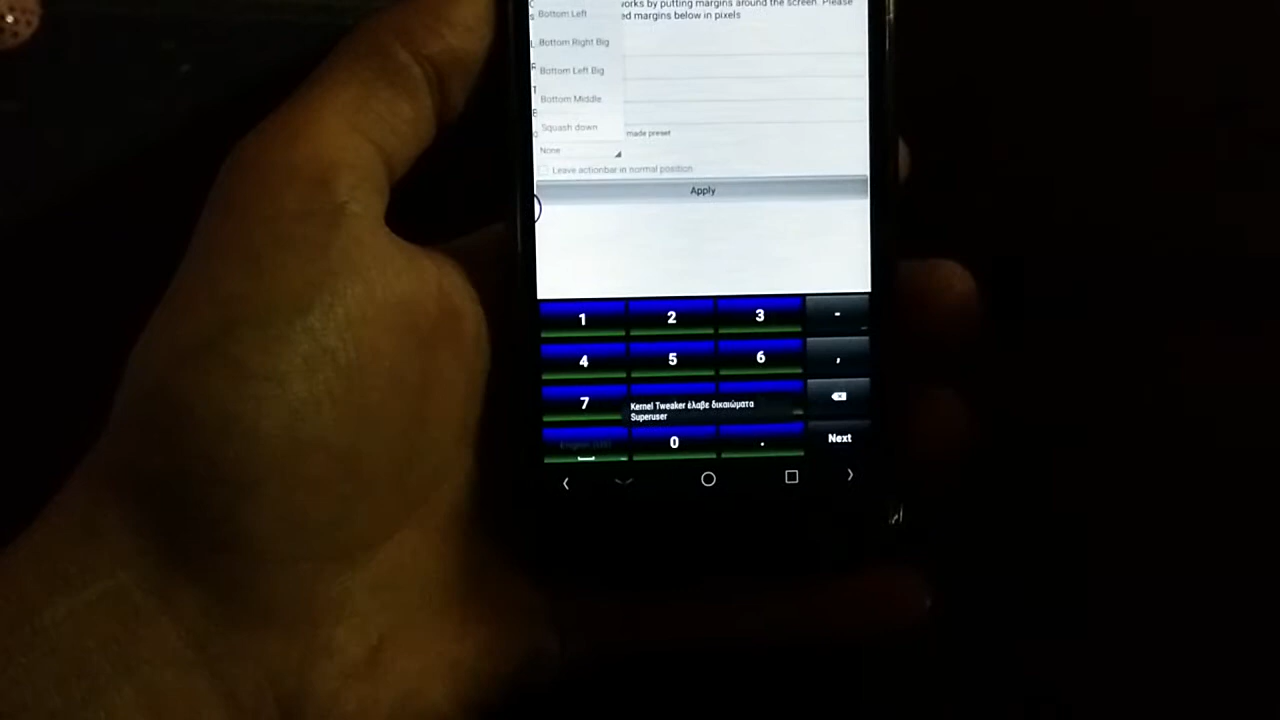 works by putting margins around the screen. Please
Bottom Left
ed margins below in pixels
Bottom Right Big
Bottom Left Big
Bottom Middle
Squash down
made preset
None
Leave actionbar in normal position
Apply
1 2 3 -
4 5 6 ,
7
Kernel Tweaker έλαβε δικαιώματα
Superuser
English (US) 0 . Next